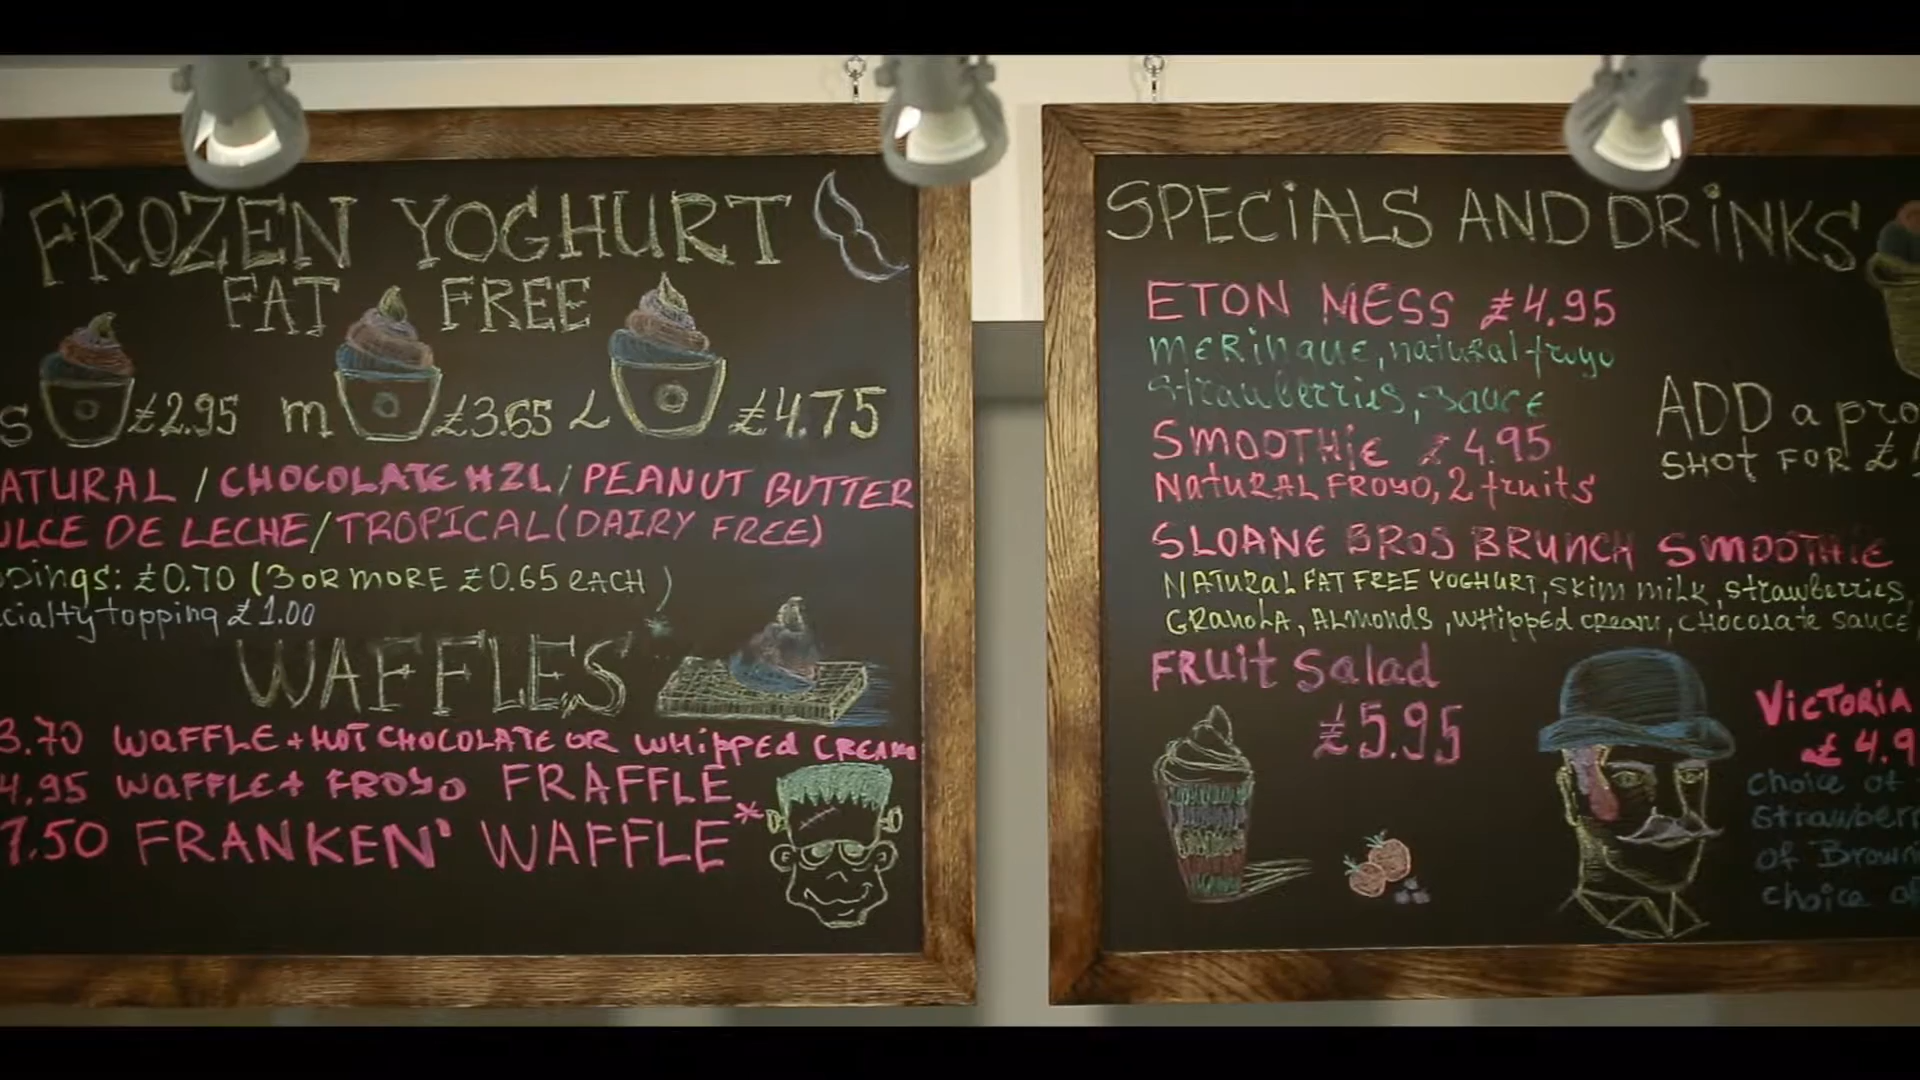 FROZEN YOGHURT
FAT FREE
S £2.95 m £3.65 L £4.75
ATURAL / CHOCOLATE HZL / PEANUT BUTTER
ULCE DE LECHE / TROPICAL (DAIRY FREE)
ppings: £0.70 (3 OR MORE £0.65 EACH)
cialty topping £1.00
WAFFLES
3.70 WAFFLE + HOT CHOCOLATE OR WHIPPED CREAM
4.95 WAFFLE + FROYO FRAFFLE
7.50 FRANKEN' WAFFLE*
SPECiALS AND DRiNKS
ETON MESS £4.95
MERiNGUE, natural froyo
strawberries, sauce
SMOOTHiE £4.95
NatURAL FROYO, 2 fruits
ADD a pro
SHOT FOR £1
SLOANE BROS BRUNCH SMOOTHiE
NATURAL FAT FREE YOGHURT, skim milk, strawberries,
GRANOLA, ALMONDS, WHipped cream, CHOCOLATE SAUCE
FRUit Salad
£5.95
VicTORiA
£4.9
Choice of
Strawberr
of Brown
choice of